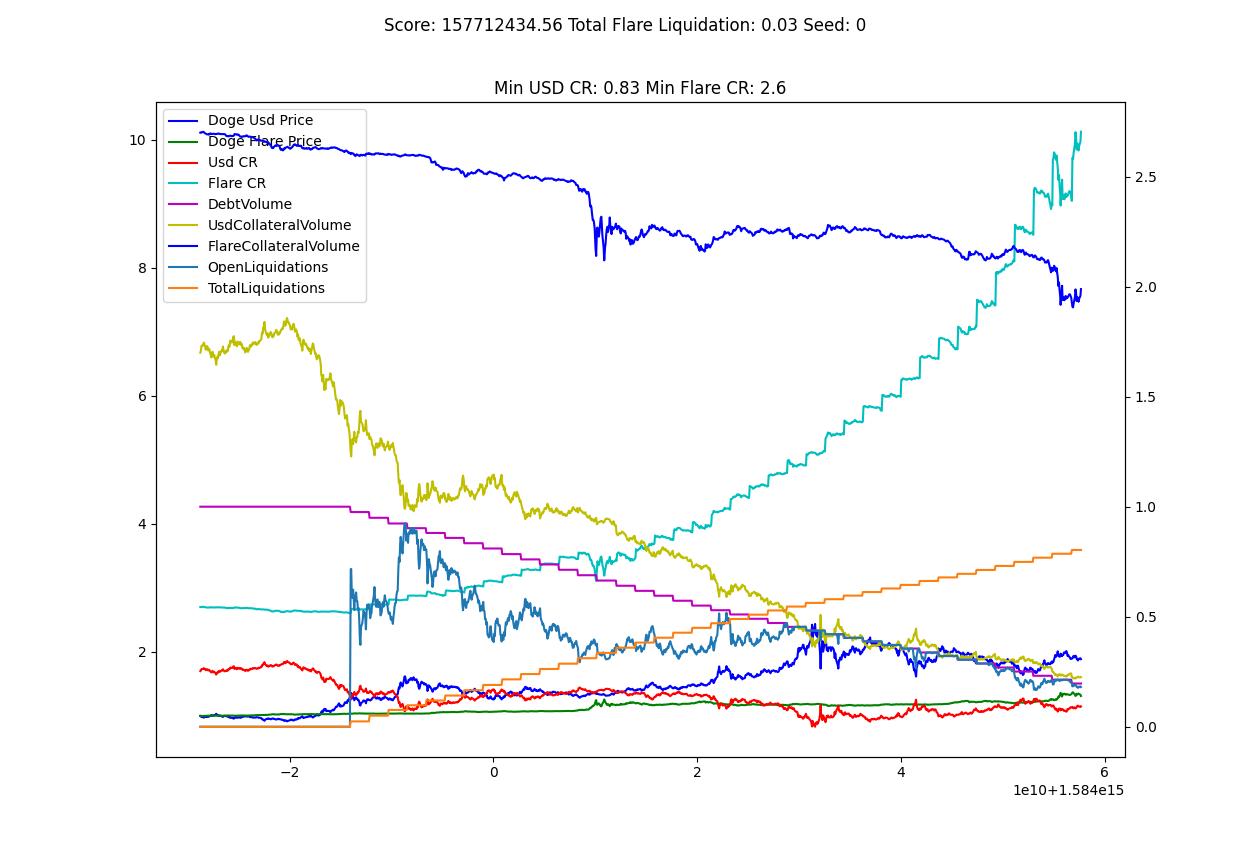 Score: 157712434.56 Total Flare Liquidation: 0.03 Seed: 0
Min USD CR: 0.83 Min Flare CR: 2.6
Doge Usd Price
Doge Flare Price
Usd CR
Flare CR
DebtVolume
UsdCollateralVolume
FlareCollateralVolume
OpenLiquidations
TotalLiquidations
10
8
6
4
2
2.5
2.0
1.5
1.0
0.5
0.0
−2
0
2
4
6
1e10+1.584e15